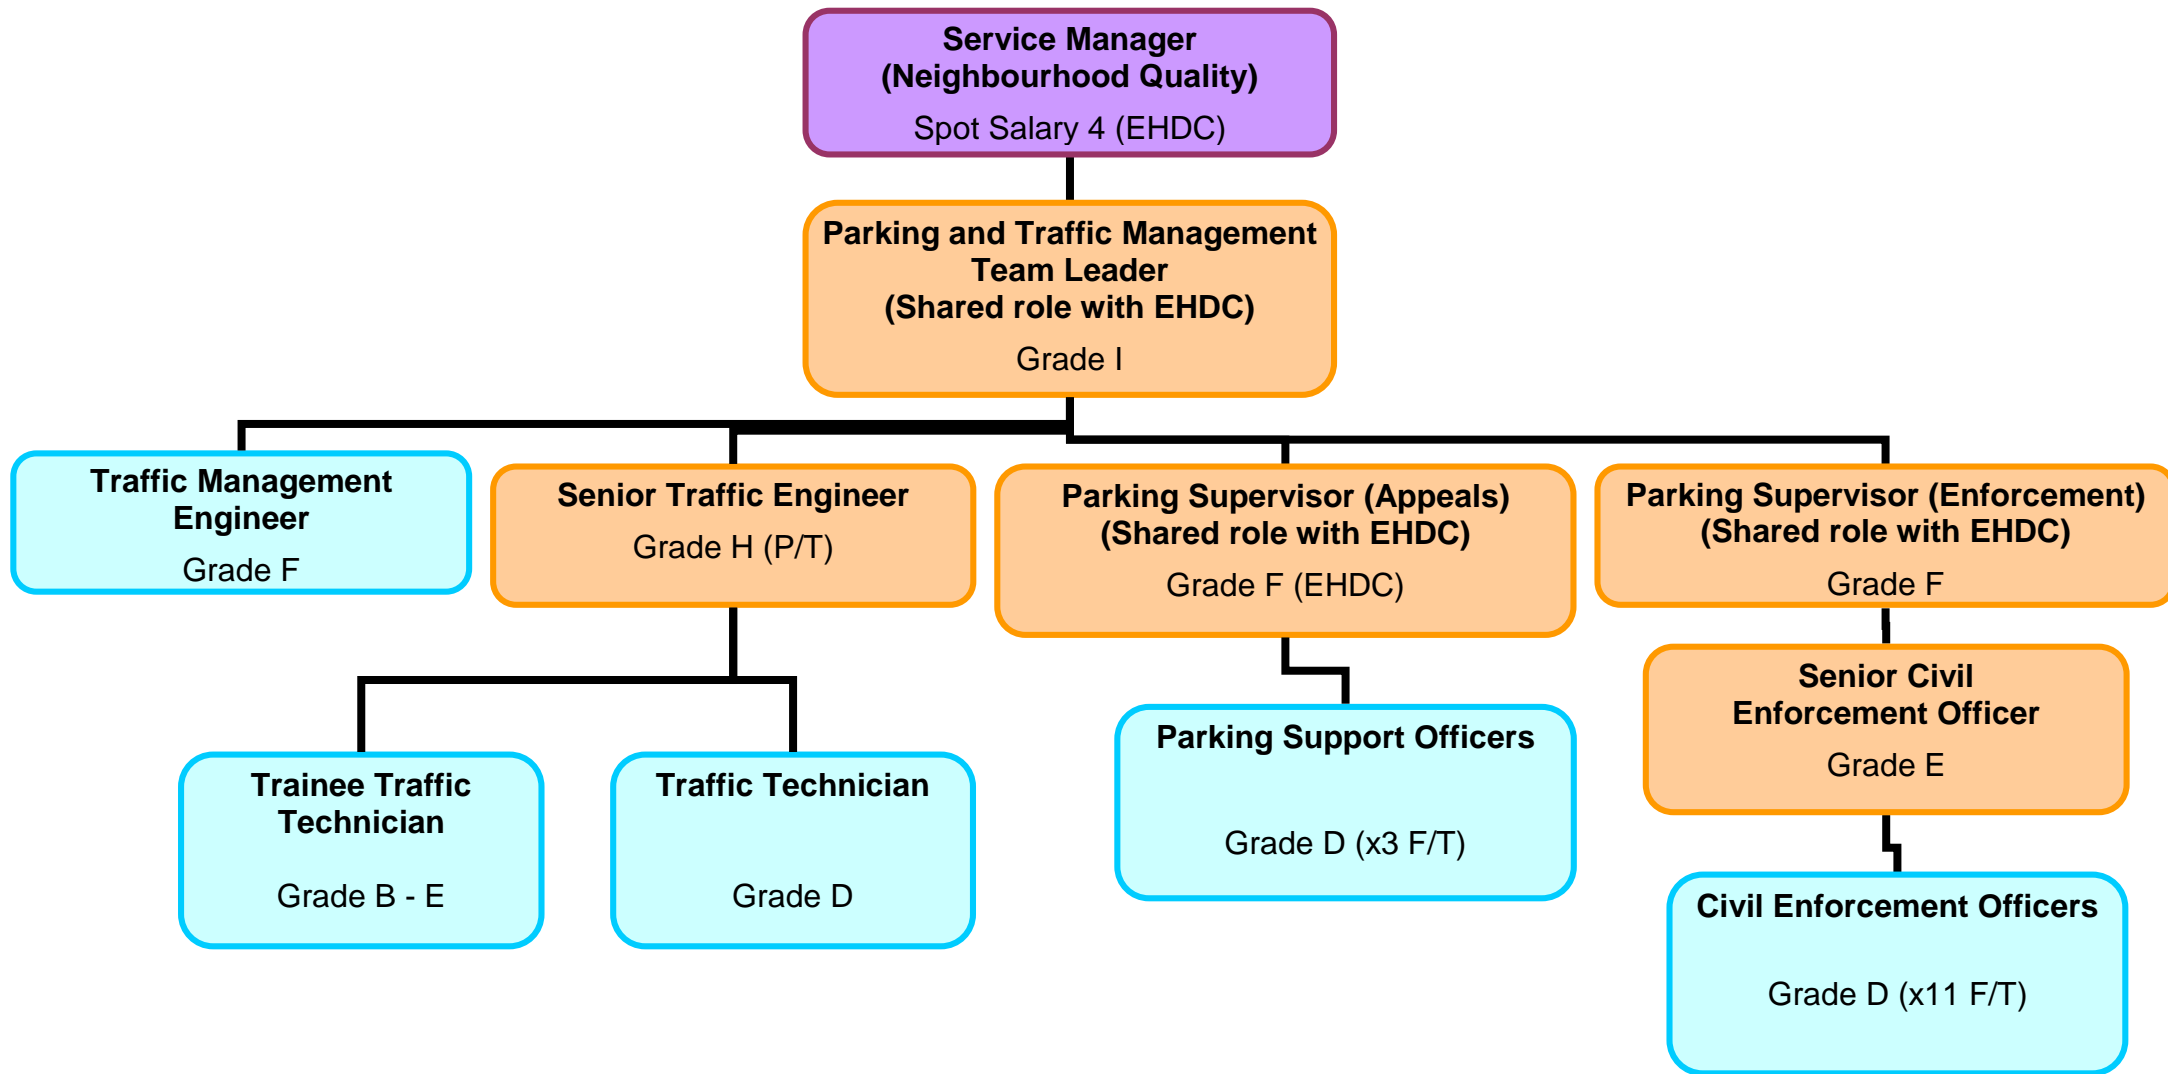 Service Manager
(Neighbourhood Quality)
Spot Salary 4 (EHDC)
Parking and Traffic Management
Team Leader
(Shared role with EHDC)
Grade I
Traffic Management
Engineer
Grade F
Senior Traffic Engineer
Grade H (P/T)
Parking Supervisor (Appeals)
(Shared role with EHDC)
Grade F (EHDC)
Parking Supervisor (Enforcement)
(Shared role with EHDC)
Grade F
Senior Civil
Enforcement Officer
Grade E
Trainee Traffic
Technician
Grade B - E
Traffic Technician
Grade D
Parking Support Officers
Grade D (x3 F/T)
Civil Enforcement Officers
Grade D (x11 F/T)